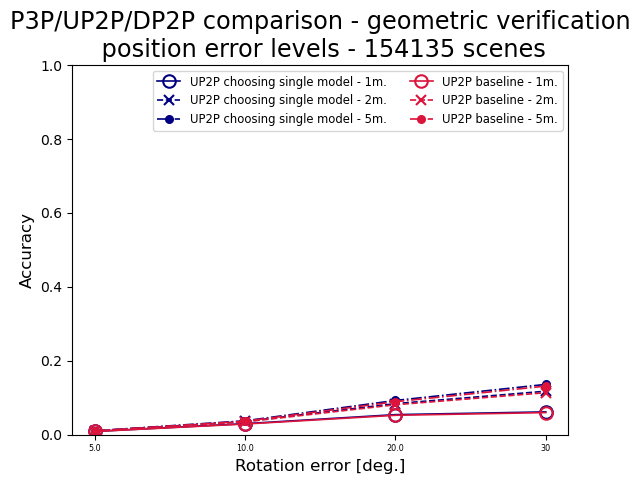 P3P/UP2P/DP2P comparison - geometric verification
position error levels - 154135 scenes
UP2P choosing single model - 1m.
UP2P choosing single model - 2m.
UP2P choosing single model - 5m.
UP2P baseline - 1m.
UP2P baseline - 2m.
UP2P baseline - 5m.
Accuracy
1.0
0.8
0.6
0.4
0.2
0.0
5.0 10.0 20.0 30
Rotation error [deg.]